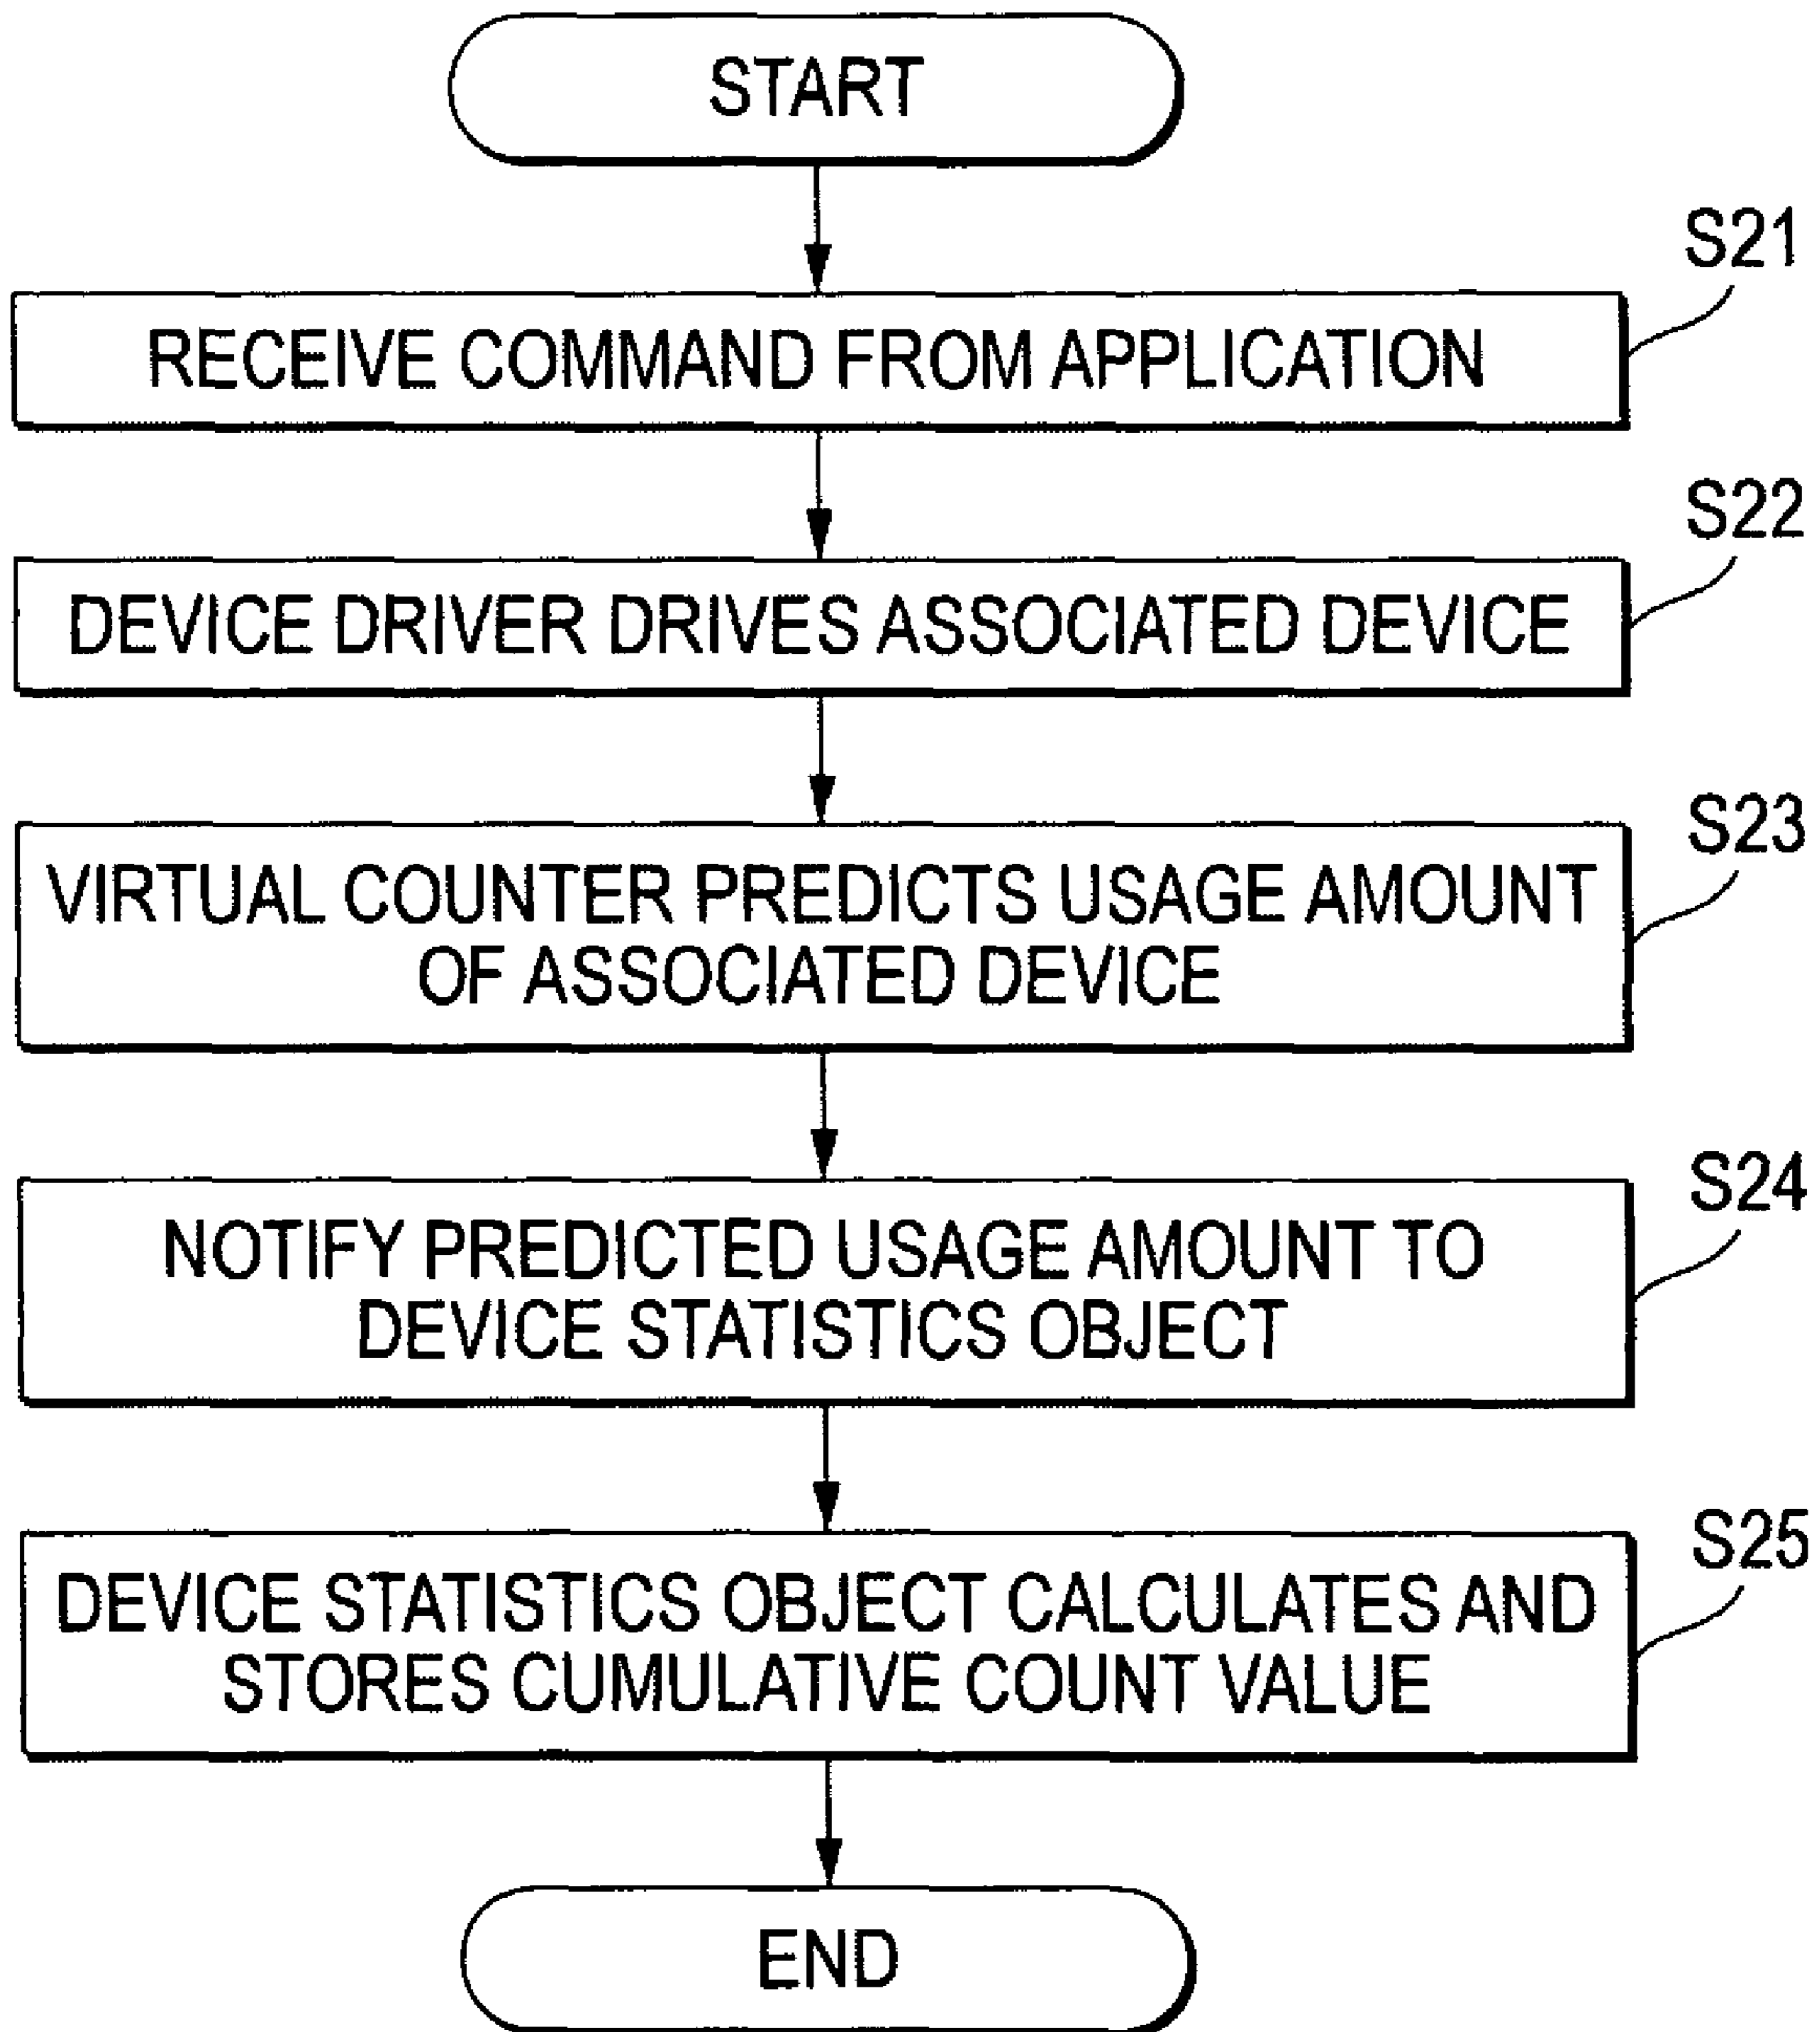 START
S21
RECEIVE COMMAND FROM APPLICATION
S22
DEVICE DRIVER DRIVES ASSOCIATED DEVICE
S23
VIRTUAL COUNTER PREDICTS USAGE AMOUNT
OF ASSOCIATED DEVICE
S24
NOTIFY PREDICTED USAGE AMOUNT TO
DEVICE STATISTICS OBJECT
S25
DEVICE STATISTICS OBJECT CALCULATES AND
STORES CUMULATIVE COUNT VALUE
END